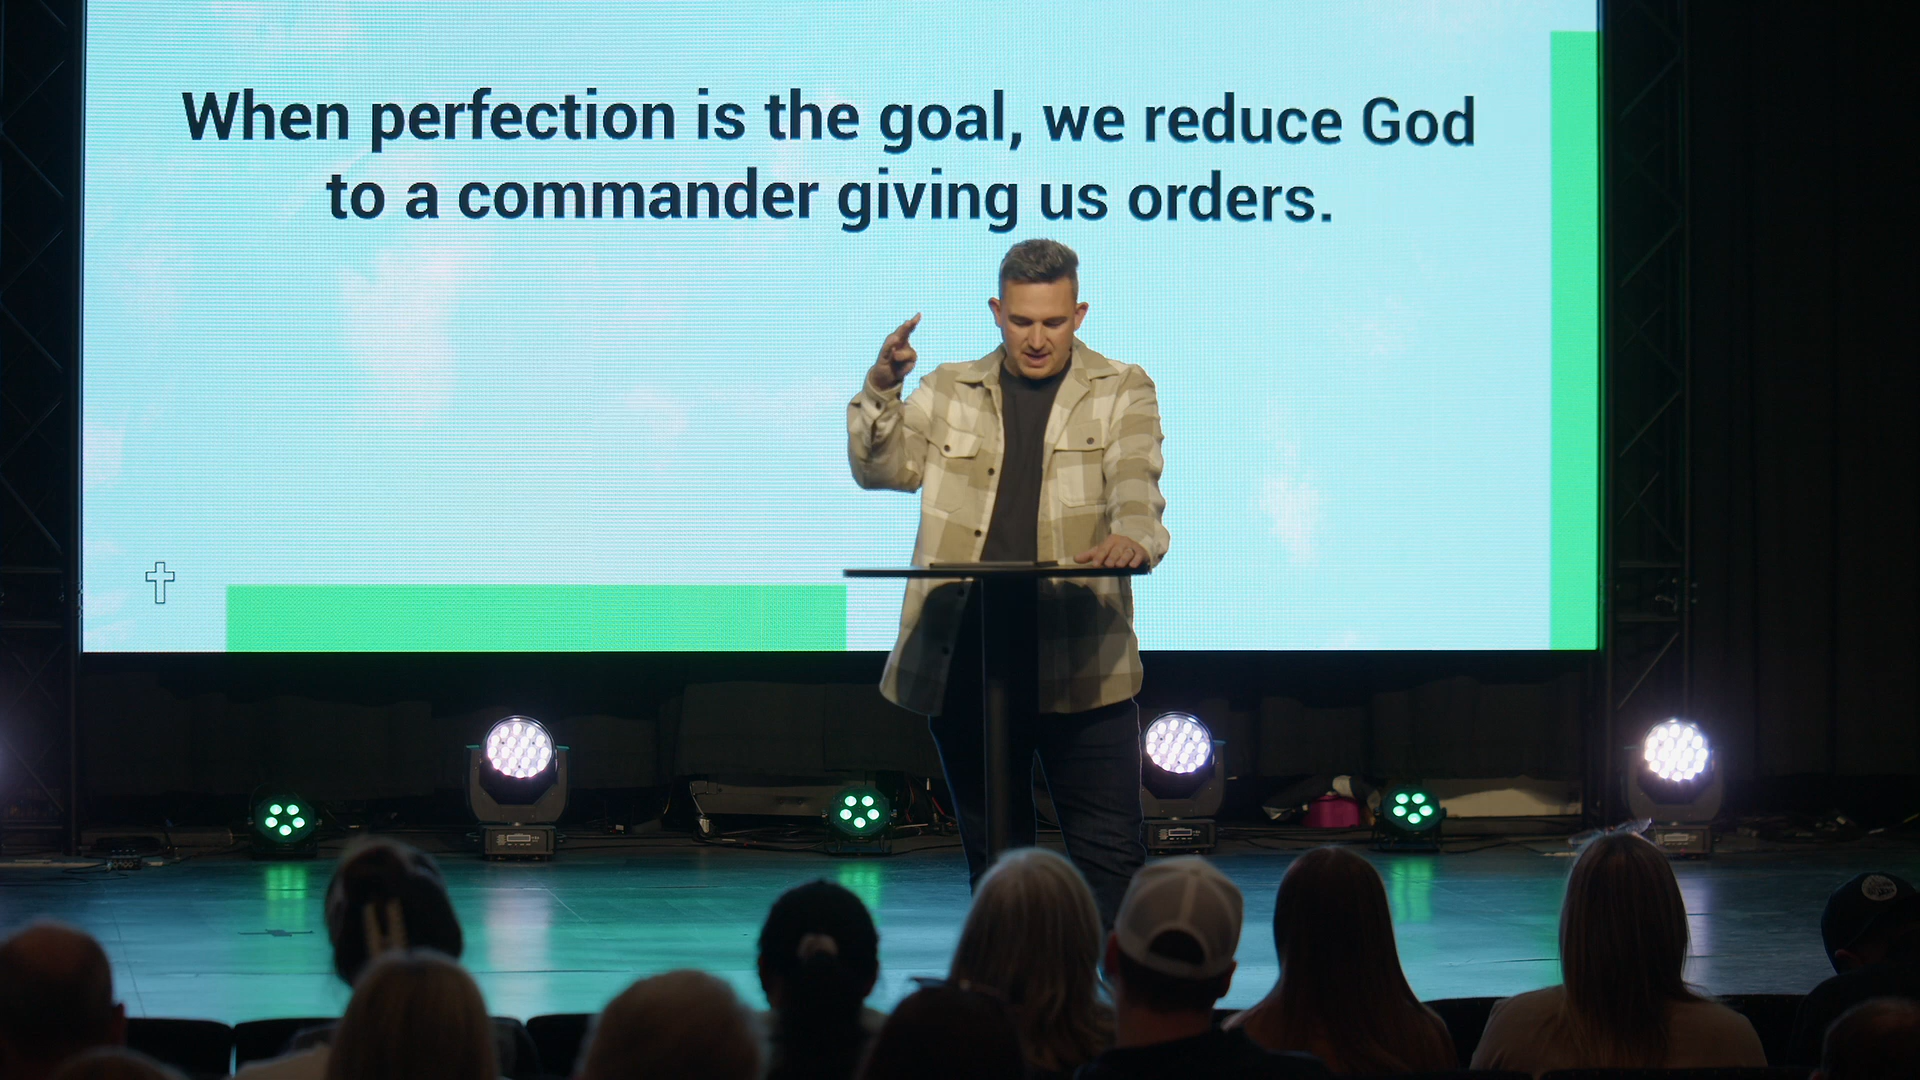 When perfection is the goal, we reduce God
to a commander giving us orders.